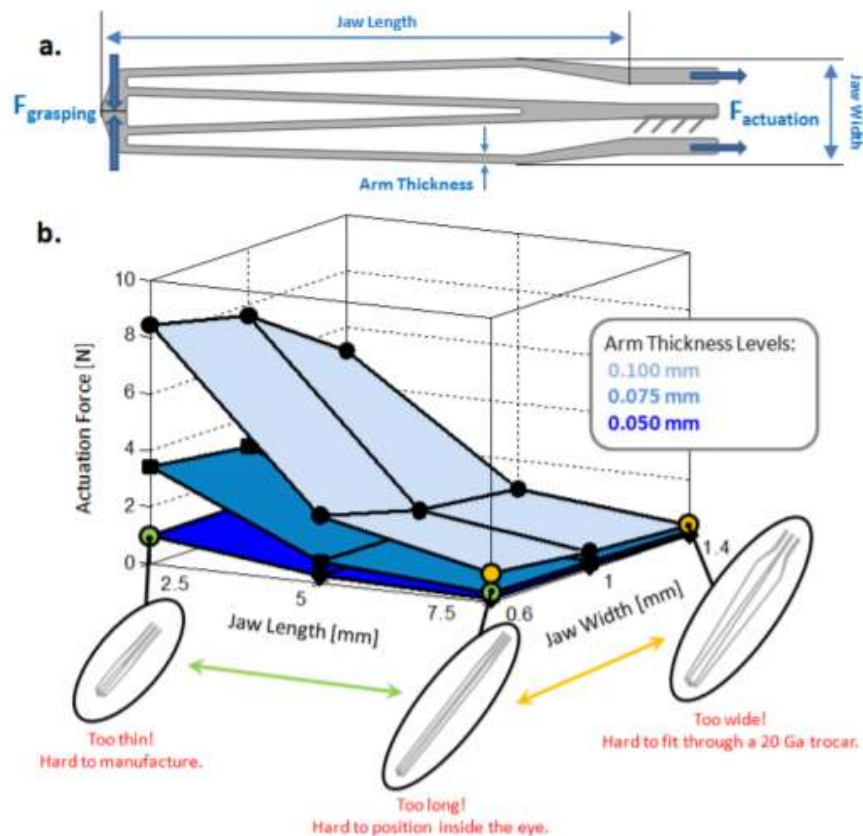 Jaw Length
a.
F grasping
F actuation
Jaw Width
Arm Thickness
b.
Actuation Force [N]
10
8
6
4
2
0
2.5
5
7.5
Jaw Length [mm]
0.6
1
1.4
Jaw Width [mm]
Arm Thickness Levels:
0.100 mm
0.075 mm
0.050 mm
Too thin!
Hard to manufacture.
Too long!
Hard to position inside the eye.
Too wide!
Hard to fit through a 20 Ga trocar.